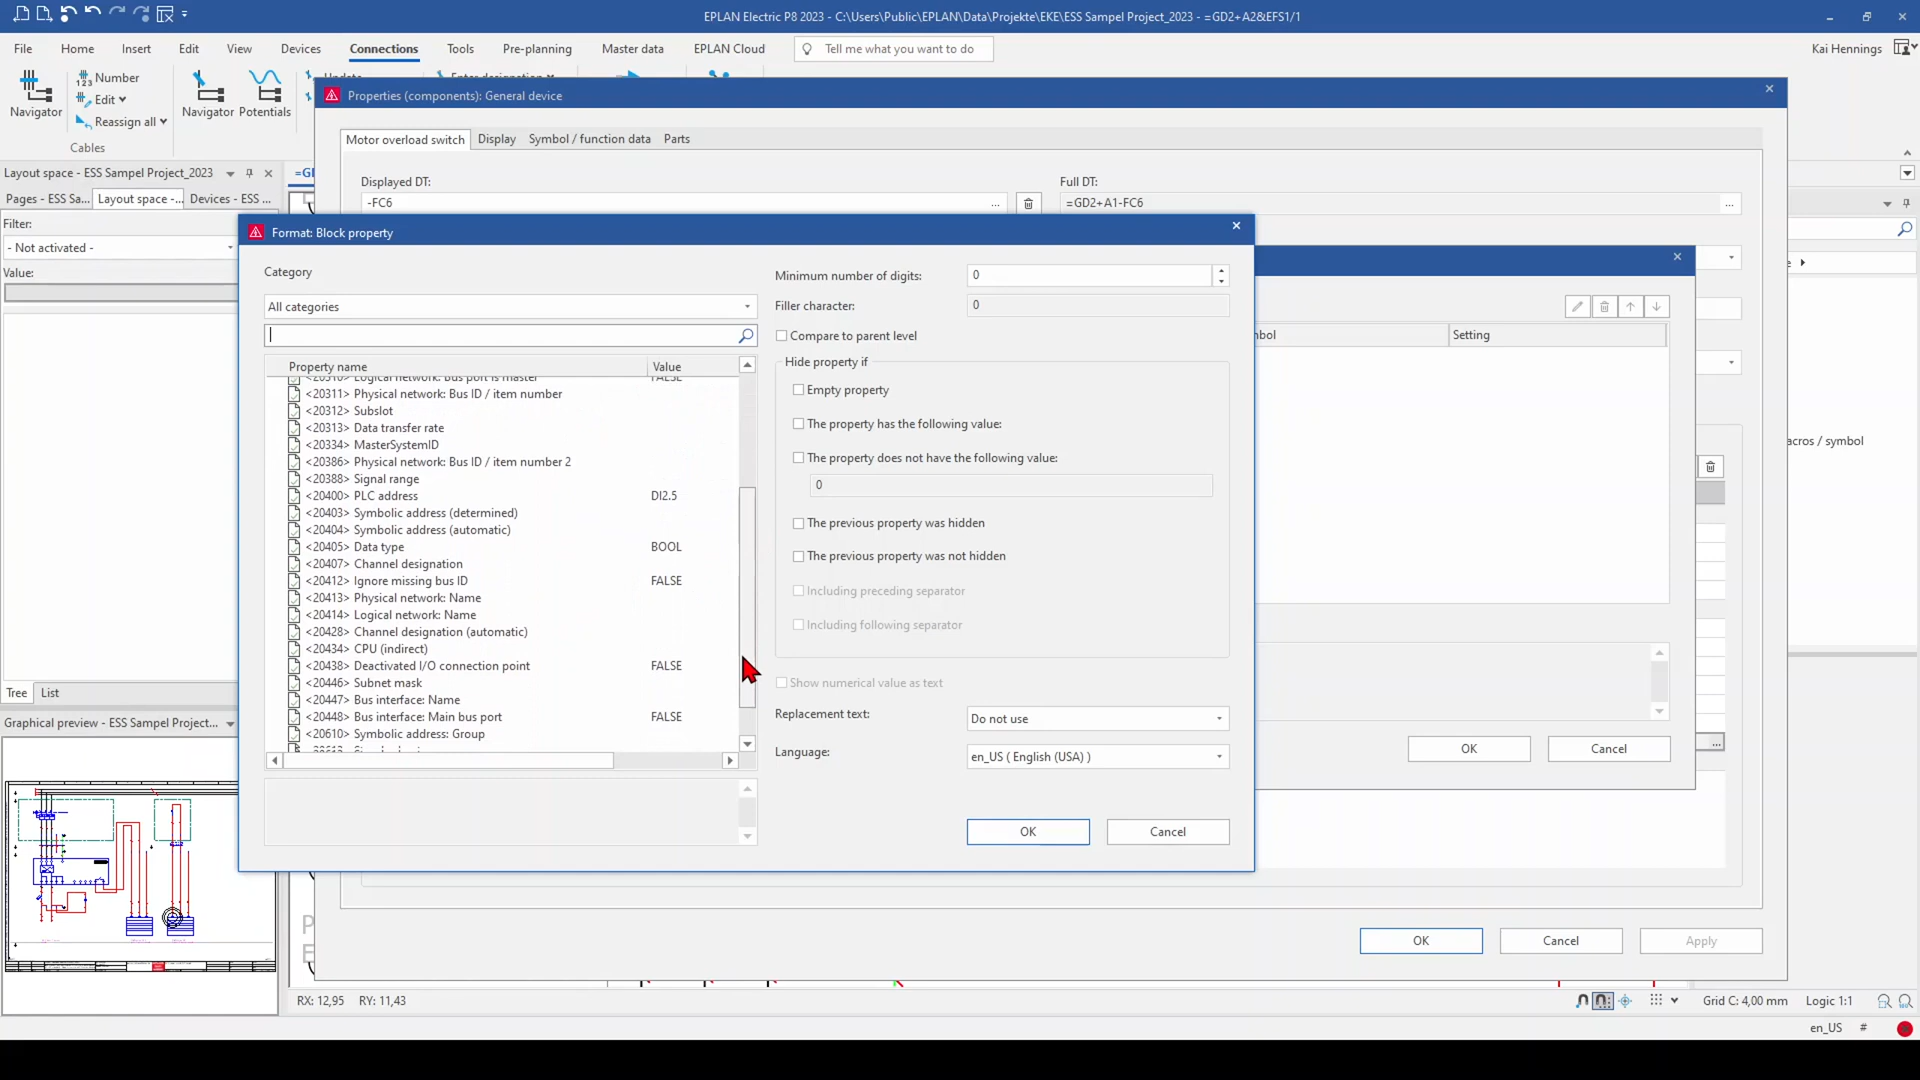 EPLAN Electric P8 2023 - C:\Users\Public\EPLAN\Data\Projekte\EKE\ESS Sampel Project_2023 - =GD2+A2&EFS1/1
File Home Insert Edit View Devices Connections Tools Pre-planning Master data EPLAN Cloud Tell me what you want to do Kai Hennings
Number
Edit
Reassign all
Navigator
Navigator Potentials
Cables
Update
Enter designation
Properties (components): General device
Motor overload switch Display Symbol / function data Parts
Displayed DT: Full DT:
-FC6 ... =GD2+A1-FC6 ...
Layout space - ESS Sampel Project_2023
Pages - ESS Sa... Layout space -... Devices - ESS ...
Filter:
- Not activated -
Value:
Format: Block property
Category
All categories
Property name Value
<20310> Logical network: Bus port is master FALSE
<20311> Physical network: Bus ID / item number
<20312> Subslot
<20313> Data transfer rate
<20334> MasterSystemID
<20386> Physical network: Bus ID / item number 2
<20388> Signal range
<20400> PLC address DI2.5
<20403> Symbolic address (determined)
<20404> Symbolic address (automatic)
<20405> Data type BOOL
<20407> Channel designation
<20412> Ignore missing bus ID FALSE
<20413> Physical network: Name
<20414> Logical network: Name
<20428> Channel designation (automatic)
<20434> CPU (indirect)
<20438> Deactivated I/O connection point FALSE
<20446> Subnet mask
<20447> Bus interface: Name
<20448> Bus interface: Main bus port FALSE
<20610> Symbolic address: Group
Minimum number of digits: 0
Filler character: 0
Compare to parent level
Hide property if
Empty property
The property has the following value:
The property does not have the following value:
0
The previous property was hidden
The previous property was not hidden
Including preceding separator
Including following separator
Show numerical value as text
Replacement text: Do not use
Language: en_US ( English (USA) )
OK Cancel
mbol Setting
OK Cancel
acros / symbol
...
OK Cancel Apply
Tree List
Graphical preview - ESS Sampel Project...
RX: 12,95 RY: 11,43
Grid C: 4,00 mm Logic 1:1
en_US #